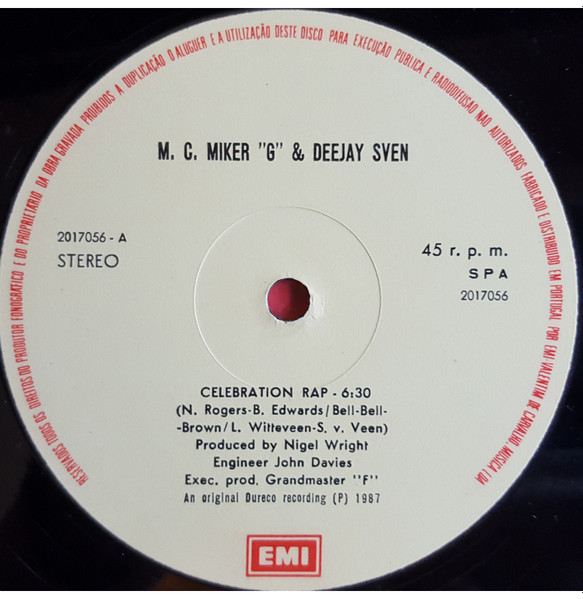 RESERVADOS TODOS OS DIREITOS DO PRODUTOR FONOGRÁFICO E DO PROPRIETÁRIO DA OBRA GRAVADA PROIBIDOS A DUPLICAÇÃO O ALUGUER E A UTILIZAÇÃO DESTE DISCO PARA EXECUÇÃO PUBLICA E RADIODIFUSAO NAO AUTORIZADOS FABRICADO E DISTRIBUIDO EM PORTUGAL POR EMI-VALENTIM DE CARVALHO, MUSICA LDA
M. C. MIKER "G" & DEEJAY SVEN
2017056 - A
STEREO
45 r. p. m.
SPA
2017056
CELEBRATION RAP - 6:30
(N. Rogers-B. Edwards/Bell-Bell-
-Brown/L. Witteveen-S. v. Veen)
Produced by Nigel Wright
Engineer John Davies
Exec. prod. Grandmaster "F"
An original Dureco recording (P) 1987
EMI